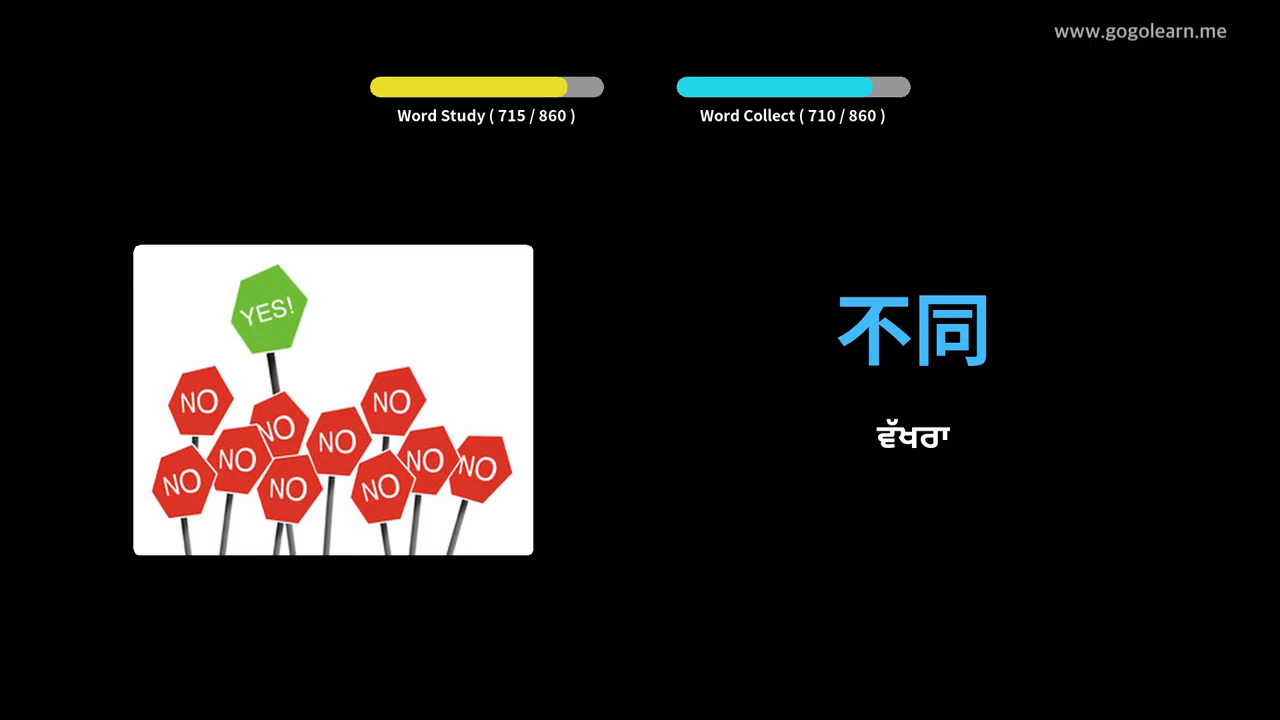 www.gogolearn.me
Word Study ( 715 / 860 )
Word Collect ( 710 / 860 )
YES!
NO
NO
NO
NO
NO
NO
NO
NO
NO
NO
不同
ਵੱਖਰਾ